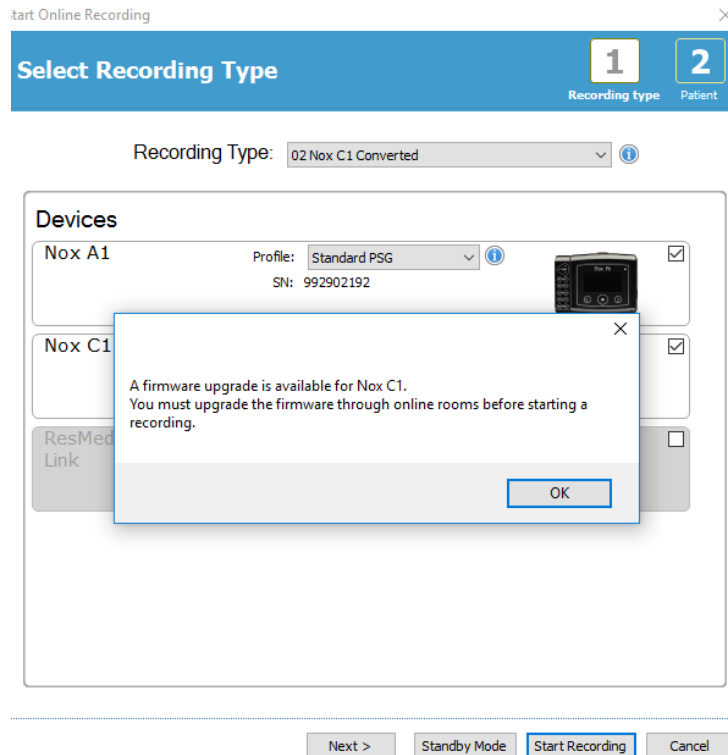 tart Online Recording
Select Recording Type
1
Recording type
2
Patient
Recording Type: 02 Nox C1 Converted
Devices
Nox A1
Profile: Standard PSG
SN: 992902192
Nox C1
A firmware upgrade is available for Nox C1.
You must upgrade the firmware through online rooms before starting a
recording.
ResMed
Link
OK
Next >
Standby Mode
Start Recording
Cancel